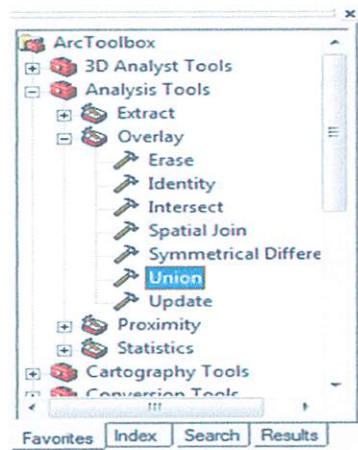 ArcToolbox
3D Analyst Tools
Analysis Tools
Extract
Overlay
Erase
Identity
Intersect
Spatial Join
Symmetrical Differe
Union
Update
Proximity
Statistics
Cartography Tools
Conversion Tools
Favorites Index Search Results